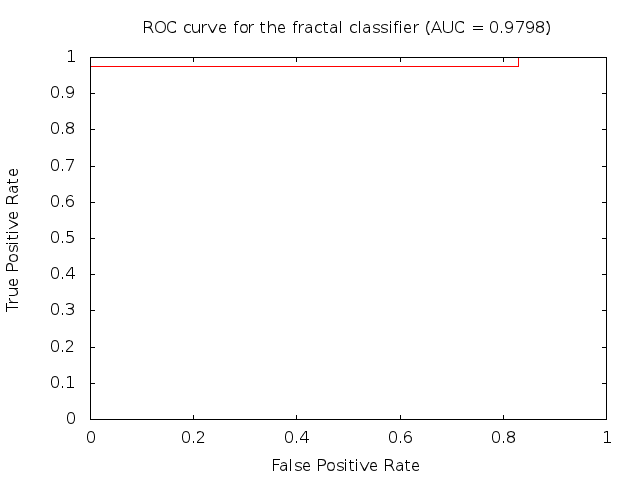 ROC curve for the fractal classifier (AUC = 0.9798)
1
0.9
0.8
0.7
0.6
0.5
0.4
0.3
0.2
0.1
0
True Positive Rate
0 0.2 0.4 0.6 0.8 1
False Positive Rate